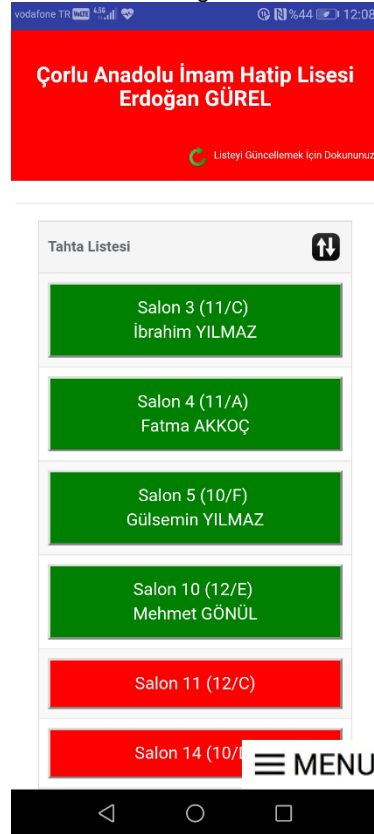 vodafone TR VoLTE 4.5G %44 12:08
Çorlu Anadolu İmam Hatip Lisesi
Erdoğan GÜREL
Listeyi Güncellemek İçin Dokununuz
Tahta Listesi
Salon 3 (11/C)
İbrahim YILMAZ
Salon 4 (11/A)
Fatma AKKOÇ
Salon 5 (10/F)
Gülsemin YILMAZ
Salon 10 (12/E)
Mehmet GÖNÜL
Salon 11 (12/C)
Salon 14 (10/
MENU